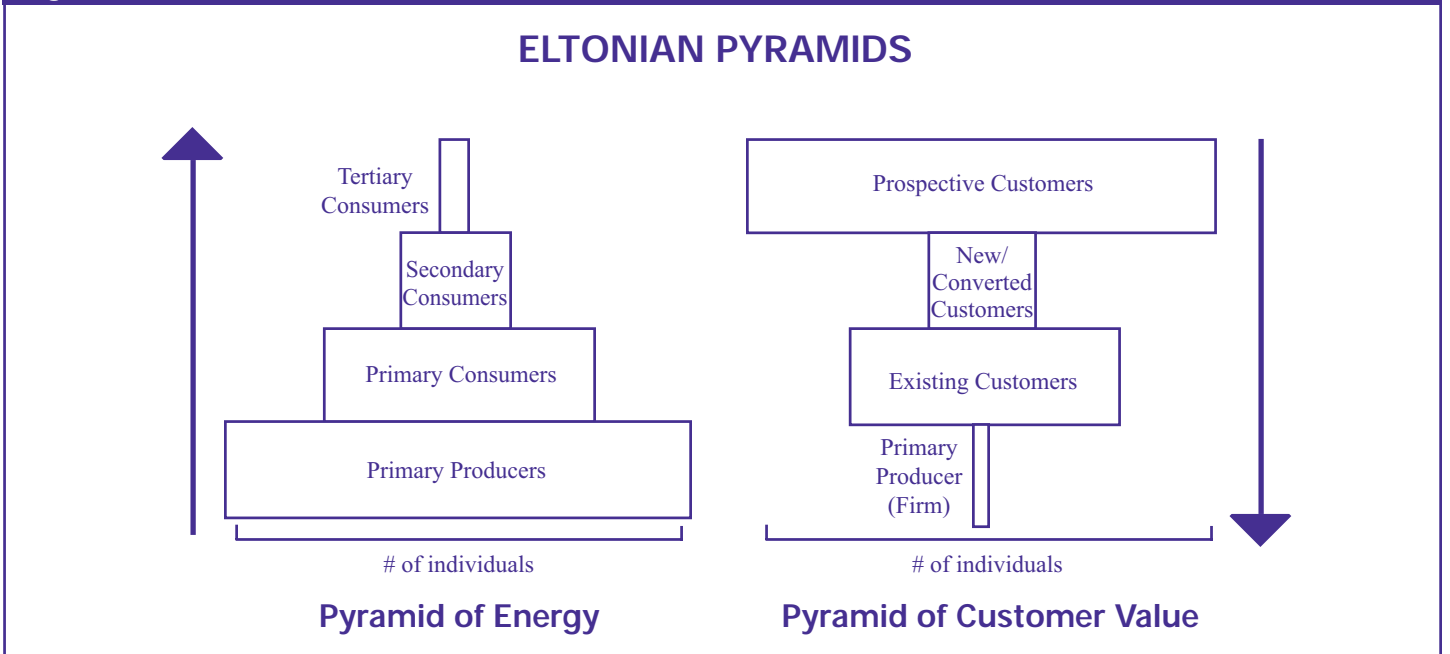 ELTONIAN PYRAMIDS
Tertiary
Consumers
Secondary
Consumers
Primary Consumers
Primary Producers
# of individuals
Pyramid of Energy
Prospective Customers
New/
Converted
Customers
Existing Customers
Primary
Producer
(Firm)
# of individuals
Pyramid of Customer Value